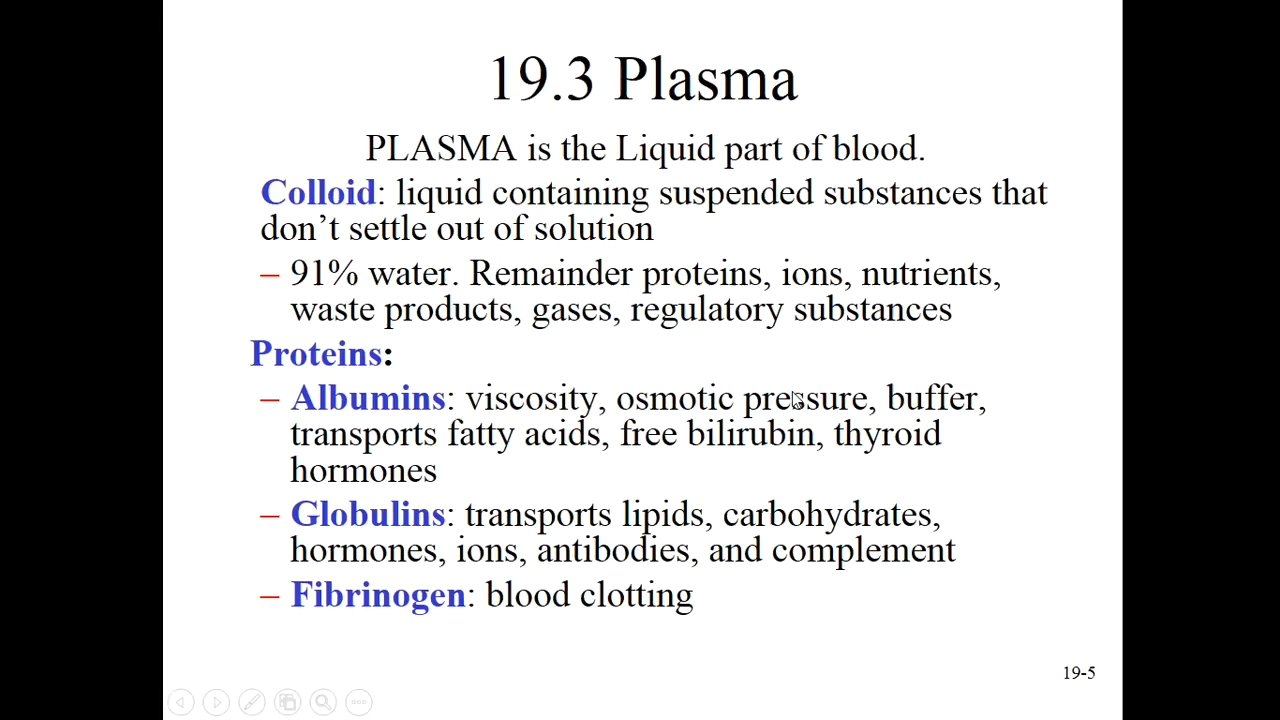 19.3 Plasma
PLASMA is the Liquid part of blood.
Colloid: liquid containing suspended substances that
don’t settle out of solution
– 91% water. Remainder proteins, ions, nutrients,
waste products, gases, regulatory substances
Proteins:
– Albumins: viscosity, osmotic pressure, buffer,
transports fatty acids, free bilirubin, thyroid
hormones
– Globulins: transports lipids, carbohydrates,
hormones, ions, antibodies, and complement
– Fibrinogen: blood clotting
19-5